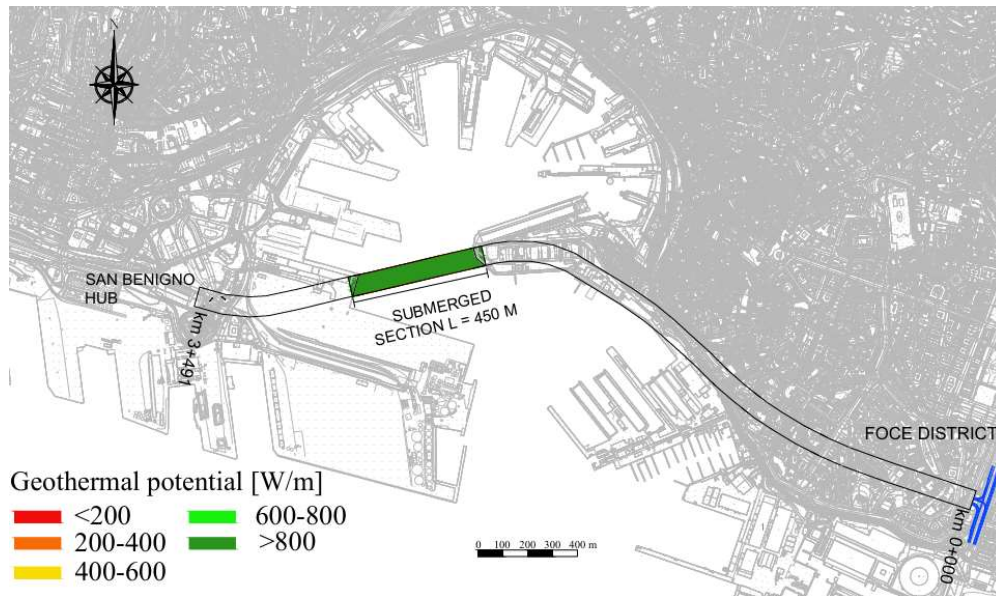 N
SAN BENIGNO
HUB
km 3+491
SUBMERGED
SECTION L = 450 M
FOCE DISTRICT
km 0+000
Geothermal potential [W/m]
<200
200-400
400-600
600-800
>800
0 100 200 300 400 m